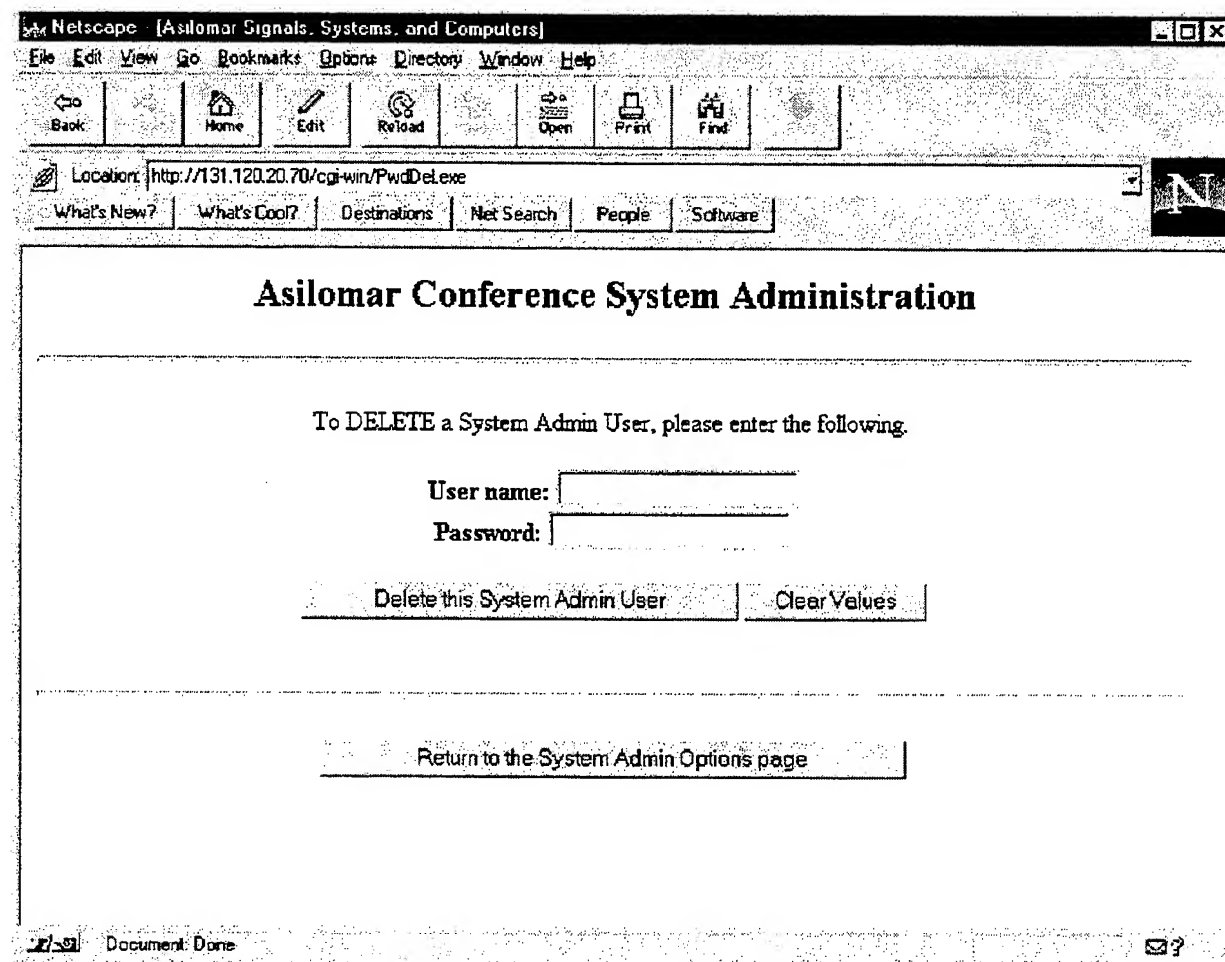 Netscape - [Asilomar Signals, Systems, and Computers]
File Edit View Go Bookmarks Options Directory Window Help
Back Home Edit Reload Open Print Find
Location: http://131.120.20.70/cgi-win/PwdDel.exe
N
What's New? What's Cool? Destinations Net Search People Software
Asilomar Conference System Administration
To DELETE a System Admin User, please enter the following.
User name:
Password:
Delete this System Admin User Clear Values
Return to the System Admin Options page
Document: Done
?